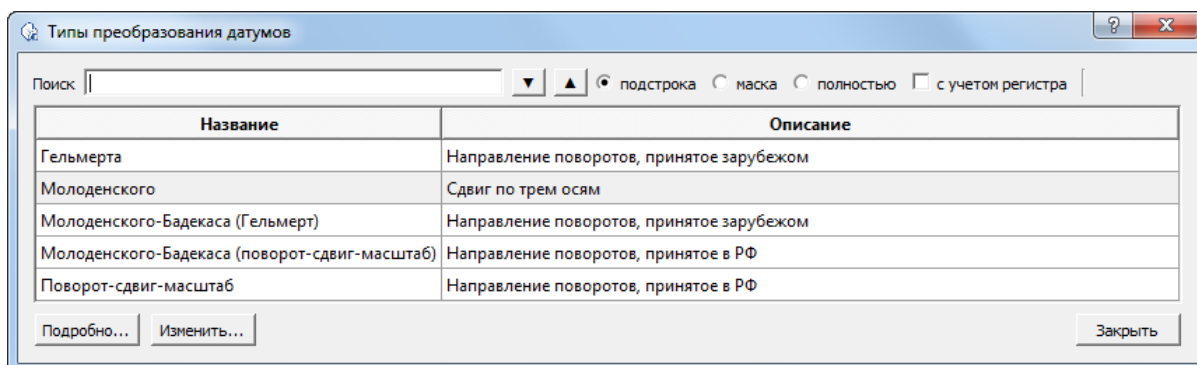 Типы преобразования датумов
Поиск подстрока маска полностью с учетом регистра
Название Описание
Гельмерта Направление поворотов, принятое зарубежом
Молоденского Сдвиг по трем осям
Молоденского-Бадекаса (Гельмерт) Направление поворотов, принятое зарубежом
Молоденского-Бадекаса (поворот-сдвиг-масштаб) Направление поворотов, принятое в РФ
Поворот-сдвиг-масштаб Направление поворотов, принятое в РФ
Подробно... Изменить... Закрыть